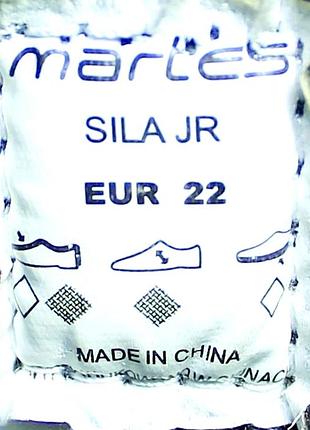 martes
SILA JR
EUR 22
MADE IN CHINA